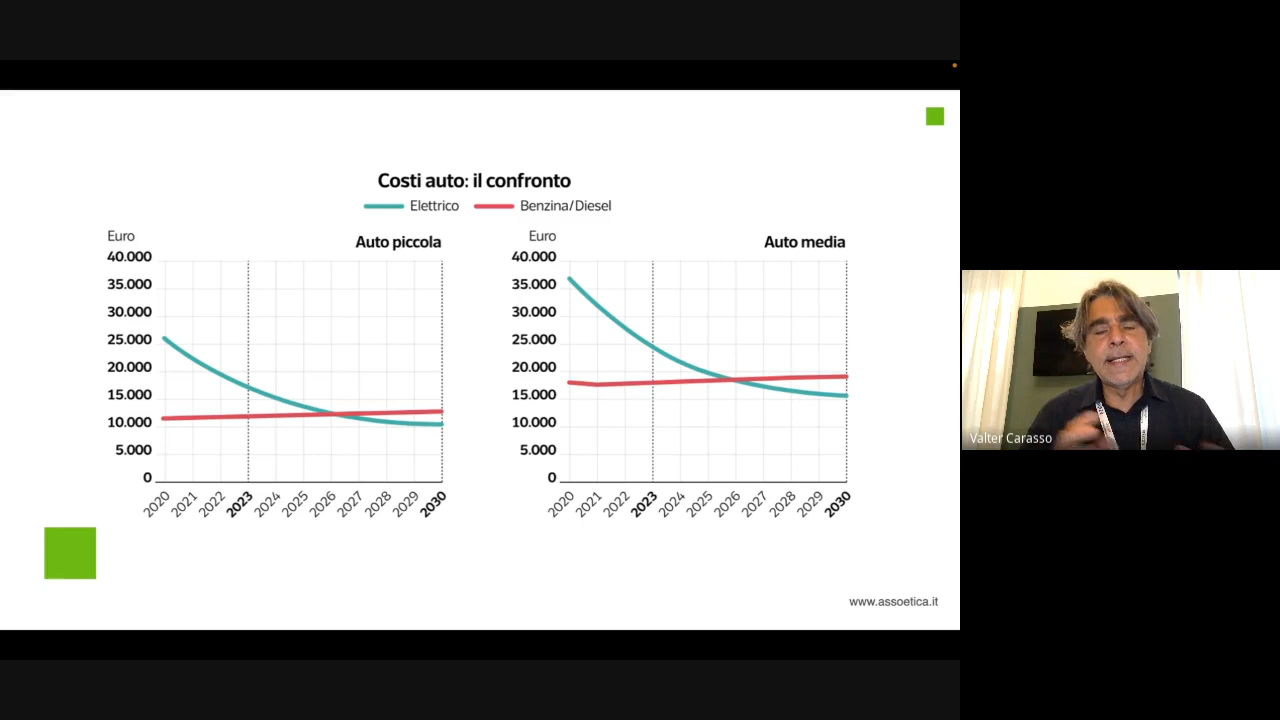 Costi auto: il confronto
Elettrico Benzina/Diesel
Euro
Auto piccola
40.000
35.000
30.000
25.000
20.000
15.000
10.000
5.000
0
2020 2021 2022 2023 2024 2025 2026 2027 2028 2029 2030
Euro
Auto media
40.000
35.000
30.000
25.000
20.000
15.000
10.000
5.000
0
2020 2021 2022 2023 2024 2025 2026 2027 2028 2029 2030
www.assoetica.it
Valter Carasso